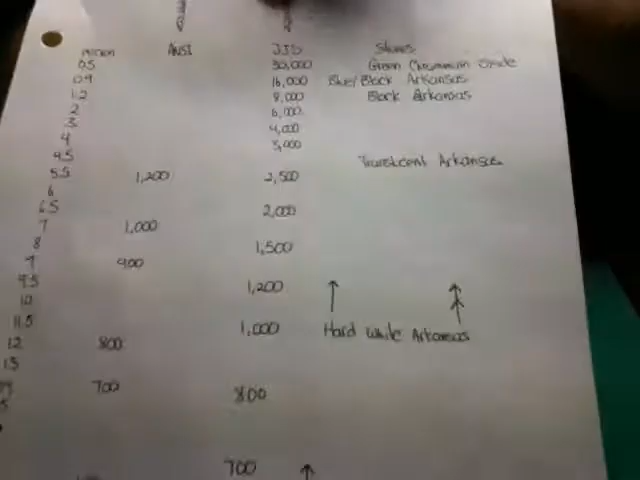 micron ANSI JIS Stones
0.5 30,000 Green Chromium Oxide
0.9 16,000 Blue/Black Arkansas
1.2 8,000 Black Arkansas
2 6,000
3 4,000
4 3,000
4.5 Translucent Arkansas
5.5 1,200 2,500
6
6.5 2,000
7 1,000
8 1,500
9 900
9.5 1,200
10
11.5 1,000 Hard White Arkansas
12 800
15
700 800
700